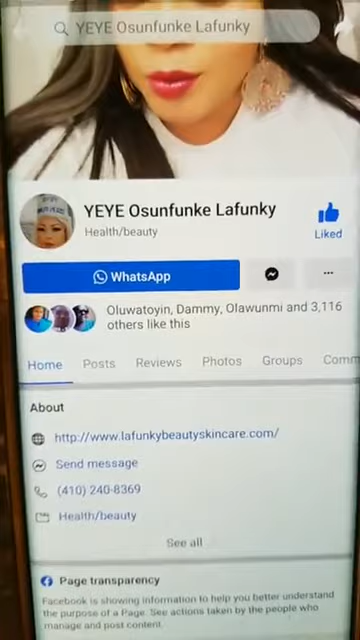 YEYE Osunfunke Lafunky
YEYE Osunfunke Lafunky
Health/beauty
Liked
WhatsApp
Oluwatoyin, Dammy, Olawunmi and 3,116
others like this
Home Posts Reviews Photos Groups Comm
About
http://www.lafunkybeautyskincare.com/
Send message
(410) 240-8369
Health/beauty
See all
Page transparency
Facebook is showing information to help you better understand
the purpose of a Page. See actions taken by the people who
manage and post content.